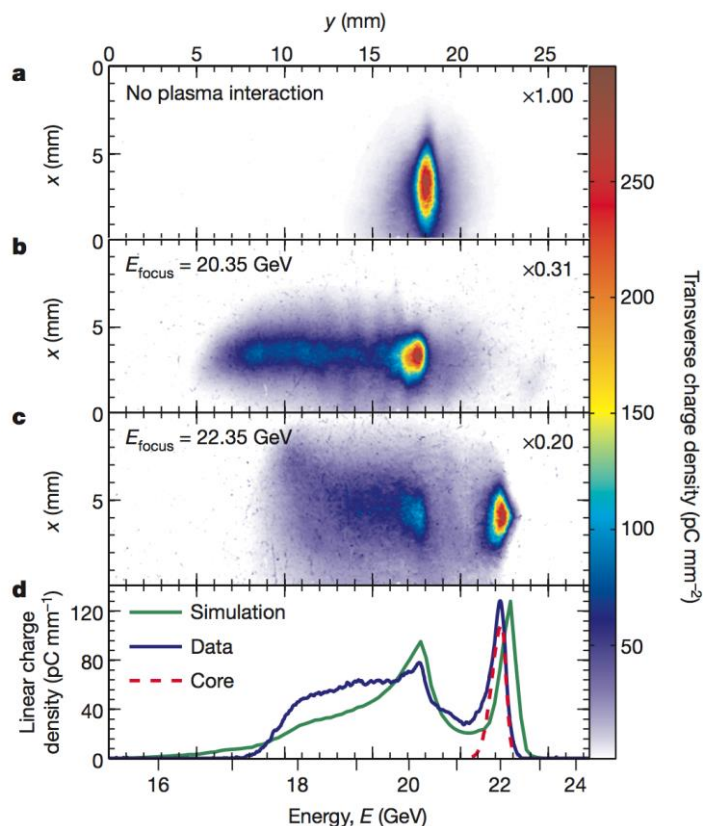 y (mm)
0 5 10 15 20 25
a
No plasma interaction ×1.00
x (mm)
0
5
b
E_focus = 20.35 GeV ×0.31
x (mm)
0
5
c
E_focus = 22.35 GeV ×0.20
x (mm)
0
5
d
Simulation
Data
Core
Linear charge
density (pC mm⁻¹)
120
80
40
0
16 18 20 22 24
Energy, E (GeV)
250
200
150
100
50
Transverse charge density (pC mm⁻²)